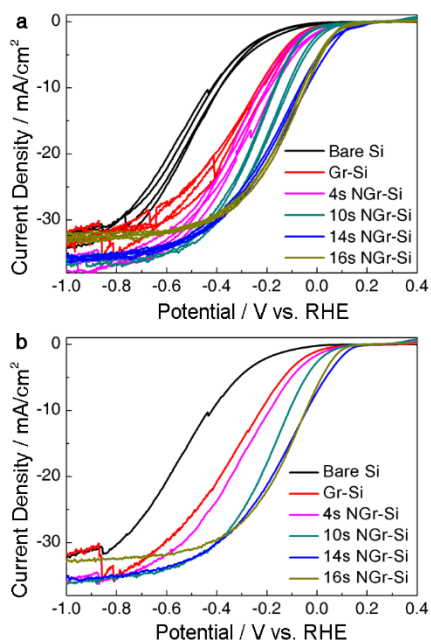 a
Current Density / mA/cm²
0
-10
-20
-30
-40
Bare Si
Gr-Si
4s NGr-Si
10s NGr-Si
14s NGr-Si
16s NGr-Si
-1.0 -0.8 -0.6 -0.4 -0.2 0.0 0.2 0.4
Potential / V vs. RHE
b
Current Density / mA/cm²
0
-10
-20
-30
-40
Bare Si
Gr-Si
4s NGr-Si
10s NGr-Si
14s NGr-Si
16s NGr-Si
-1.0 -0.8 -0.6 -0.4 -0.2 0.0 0.2 0.4
Potential / V vs. RHE